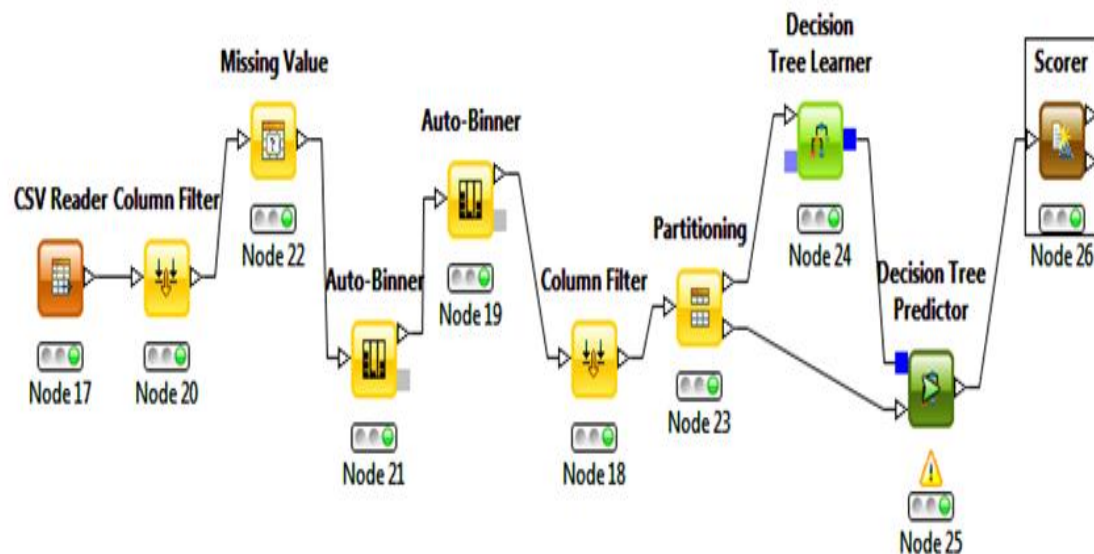 CSV Reader
Node 17
Column Filter
Node 20
Missing Value
Node 22
Auto-Binner
Node 21
Auto-Binner
Node 19
Column Filter
Node 18
Partitioning
Node 23
Decision
Tree Learner
Node 24
Decision Tree
Predictor
Node 25
Scorer
Node 26